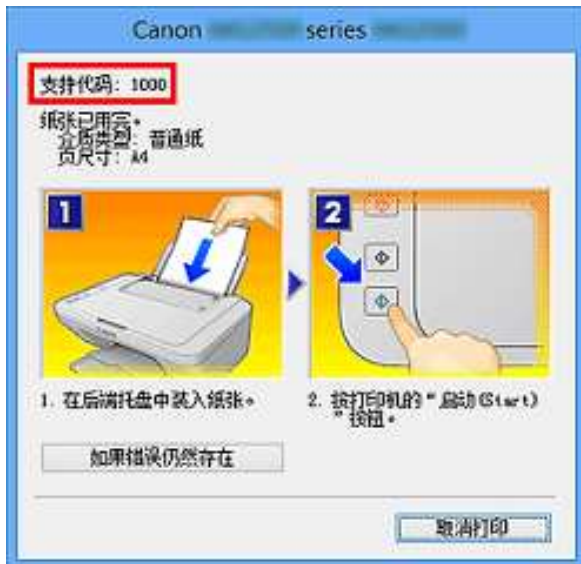 Canon series
支持代码: 1000
纸张已用完。
介质类型: 普通纸
页尺寸: A4
1
2
1. 在后端托盘中装入纸张。
2. 按打印机的“启动(Start)
”按钮。
如果错误仍然存在
取消打印